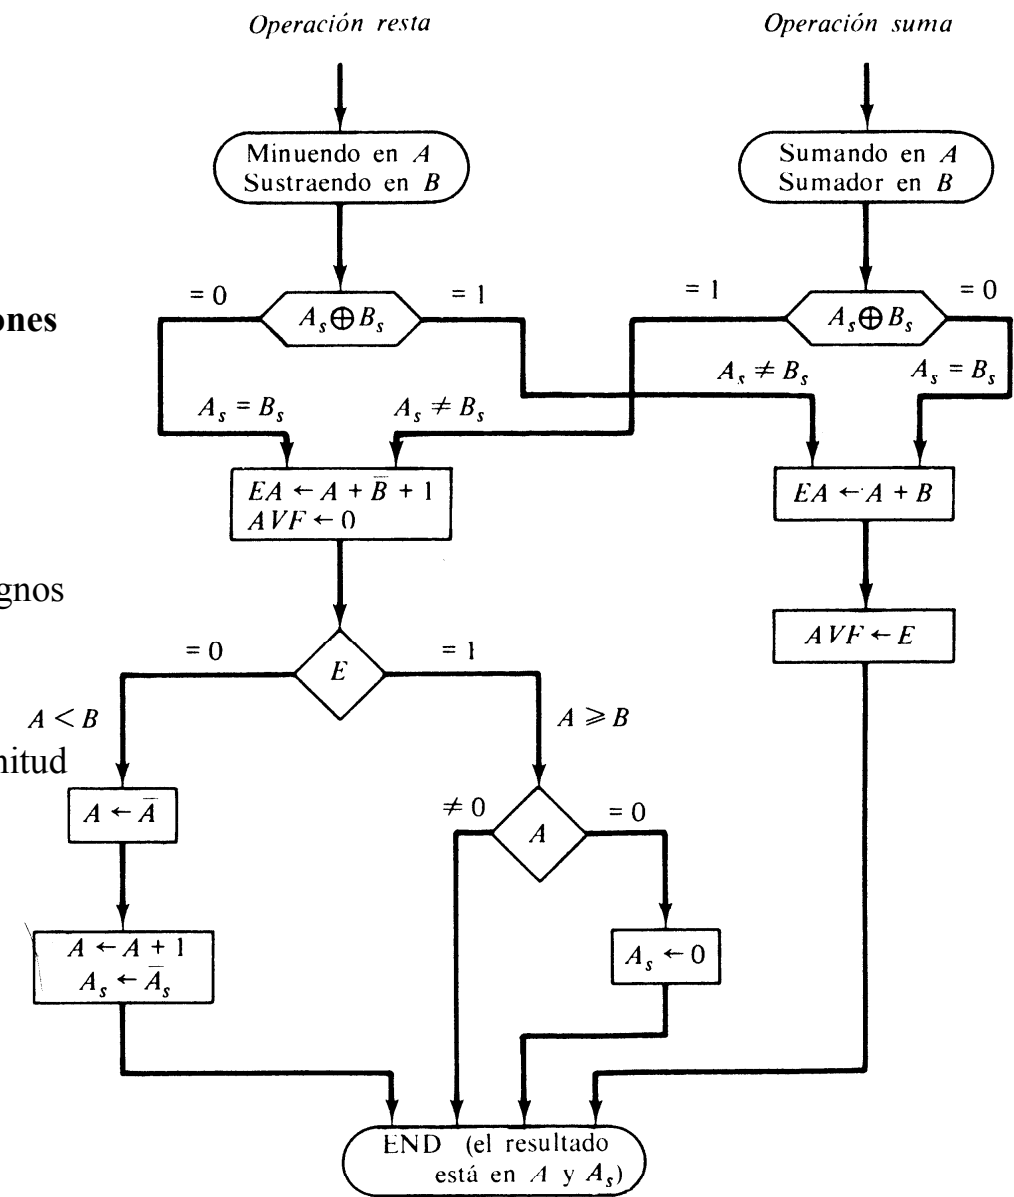 Operación resta
Operación suma
Minuendo en A
Sustraendo en B
Sumando en A
Sumador en B
= 0
A_s ⊕ B_s
= 1
= 1
A_s ⊕ B_s
= 0
ones
A_s = B_s
A_s ≠ B_s
A_s ≠ B_s
A_s = B_s
EA ← A + B̅ + 1
AVF ← 0
EA ← A + B
gnos
AVF ← E
= 0
E
= 1
A < B
A ⩾ B
nitud
A ← A̅
≠ 0
A
= 0
A ← A + 1
A_s ← A̅_s
A_s ← 0
END (el resultado
está en A y A_s)